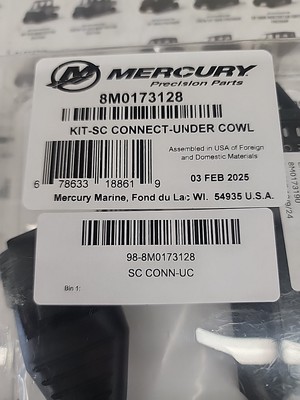 MERCURY
Precision Parts
8M0173128
KIT-SC CONNECT-UNDER COWL
Assembled in USA of Foreign
and Domestic Materials
03 FEB 2025
6 78633 18861 9
Mercury Marine, Fond du Lac WI. 54935 U.S.A.
98-8M0173128
SC CONN-UC
Bin 1: